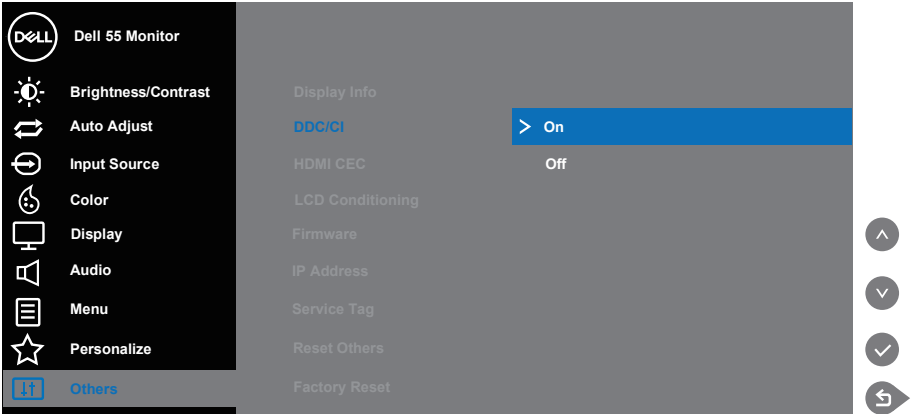 DELL
Dell 55 Monitor
Brightness/Contrast
Auto Adjust
Input Source
Color
Display
Audio
Menu
Personalize
Others
Display Info
DDC/CI
HDMI CEC
LCD Conditioning
Firmware
IP Address
Service Tag
Reset Others
Factory Reset
> On
Off